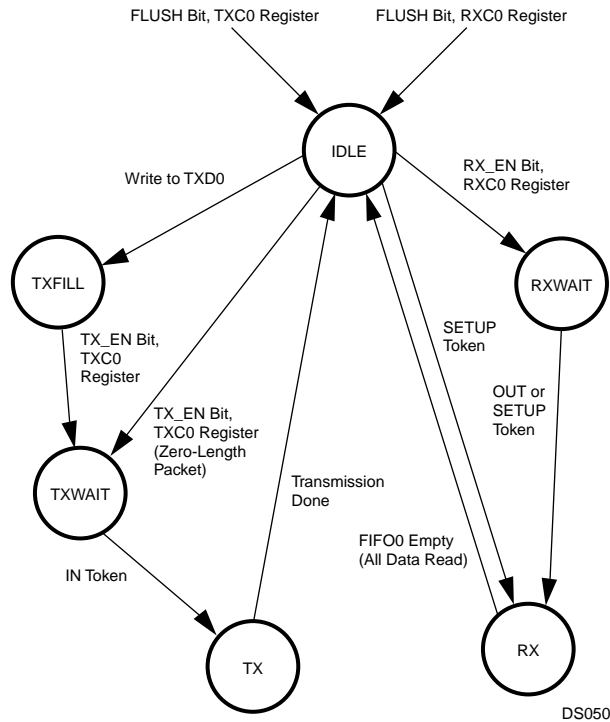 FLUSH Bit, TXC0 Register
FLUSH Bit, RXC0 Register
IDLE
Write to TXD0
RX_EN Bit,
RXC0 Register
TXFILL
RXWAIT
TX_EN Bit,
TXC0
Register
SETUP
Token
OUT or
SETUP
Token
TX_EN Bit,
TXC0 Register
(Zero-Length
Packet)
TXWAIT
Transmission
Done
FIFO0 Empty
(All Data Read)
IN Token
TX
RX
DS050